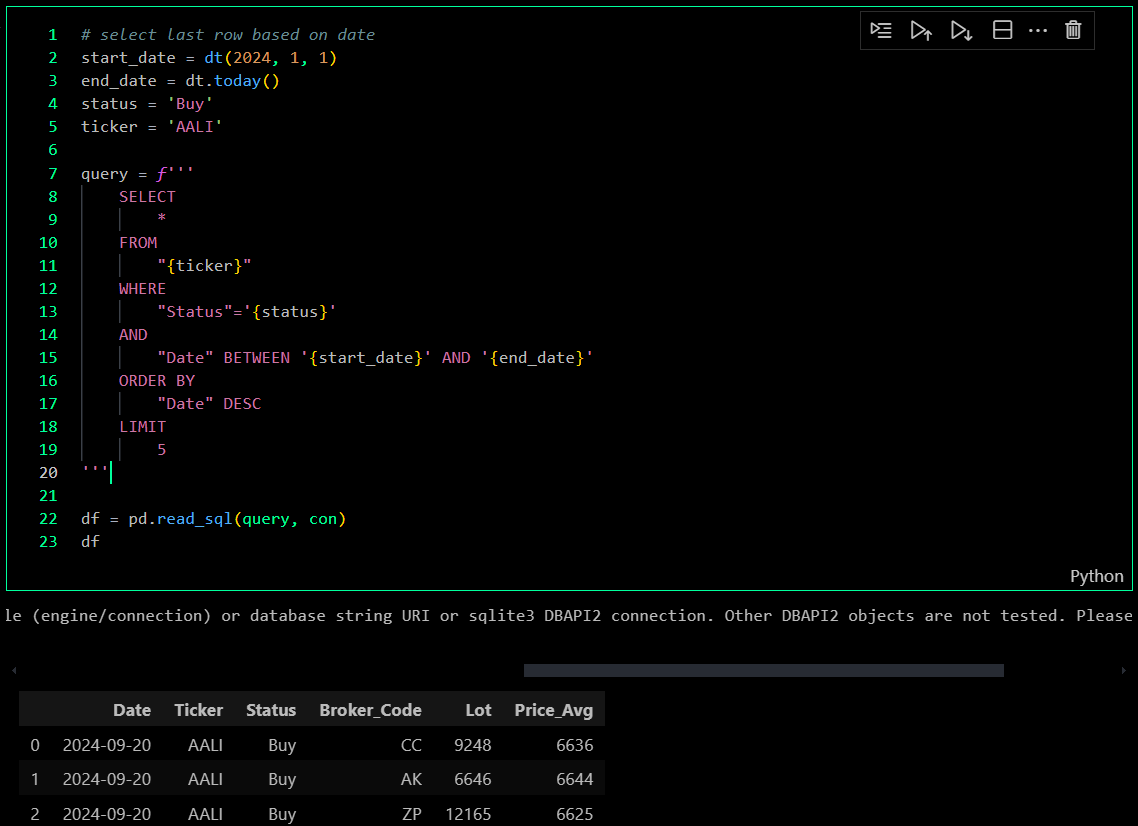 1 # select last row based on date
2 start_date = dt(2024, 1, 1)
3 end_date = dt.today()
4 status = 'Buy'
5 ticker = 'AALI'
6
7 query = f'''
8     SELECT
9         *
10     FROM
11         "{ticker}"
12     WHERE
13         "Status"='{status}'
14     AND
15         "Date" BETWEEN '{start_date}' AND '{end_date}'
16     ORDER BY
17         "Date" DESC
18     LIMIT
19         5
20 '''
21
22 df = pd.read_sql(query, con)
23 df
Python
le (engine/connection) or database string URI or sqlite3 DBAPI2 connection. Other DBAPI2 objects are not tested. Please
Date Ticker Status Broker_Code Lot Price_Avg
0 2024-09-20 AALI Buy CC 9248 6636
1 2024-09-20 AALI Buy AK 6646 6644
2 2024-09-20 AALI Buy ZP 12165 6625